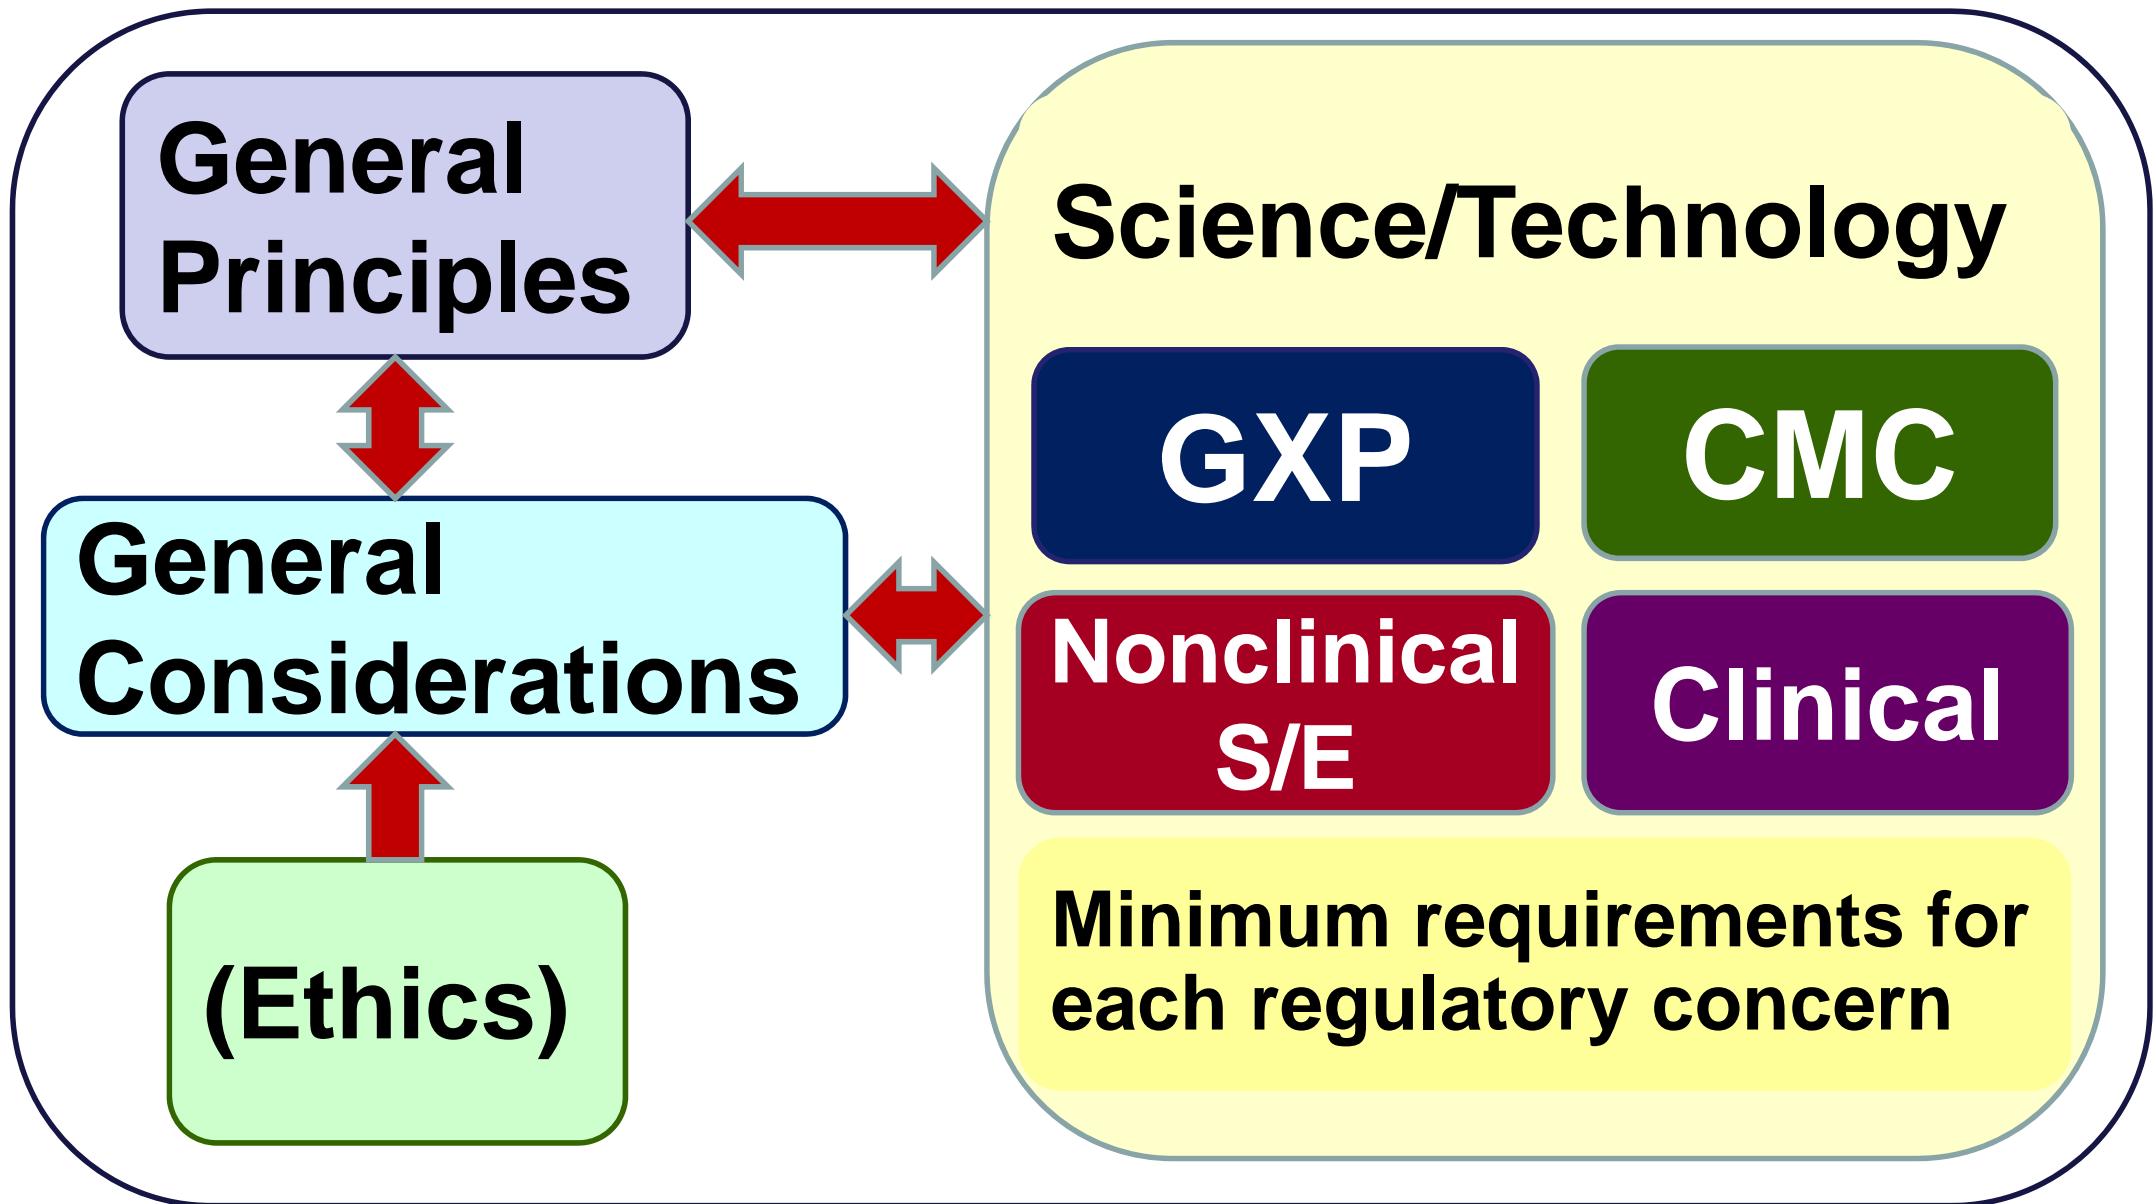 General
Principles
General
Considerations
(Ethics)
Science/Technology
GXP
CMC
Nonclinical
S/E
Clinical
Minimum requirements for
each regulatory concern